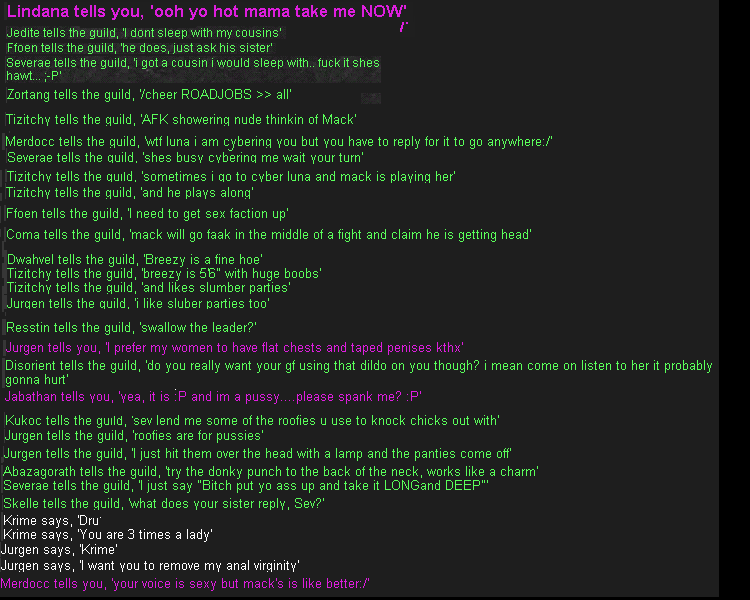 Lindana tells you, 'ooh yo hot mama take me NOW'
Jedite tells the guild, 'I dont sleep with my cousins'
Ffoen tells the guild, 'he does, just ask his sister'
Severae tells the guild, 'i got a cousin i would sleep with.. fuck it shes
hawt... ;-P'
Zortang tells the guild, '/cheer ROADJOBS >> all'
Tizitchy tells the guild, 'AFK showering nude thinkin of Mack'
Merdocc tells the guild, 'wtf luna i am cybering you but you have to reply for it to go anywhere:/'
Severae tells the guild, 'shes busy cybering me wait your turn'
Tizitchy tells the guild, 'sometimes i go to cyber luna and mack is playing her'
Tizitchy tells the guild, 'and he plays along'
Ffoen tells the guild, 'I need to get sex faction up'
Coma tells the guild, 'mack will go faak in the middle of a fight and claim he is getting head'
Dwahvel tells the guild, 'Breezy is a fine hoe'
Tizitchy tells the guild, 'breezy is 5'6" with huge boobs'
Tizitchy tells the guild, 'and likes slumber parties'
Jurgen tells the guild, 'i like sluber parties too'
Resstin tells the guild, 'swallow the leader?'
Jurgen tells you, 'I prefer my women to have flat chests and taped penises kthx'
Disorient tells the guild, 'do you really want your gf using that dildo on you though? i mean come on listen to her it probably
gonna hurt'
Jabathan tells you, 'yea, it is :P and im a pussy....please spank me? :P'
Kukoc tells the guild, 'sev lend me some of the roofies u use to knock chicks out with'
Jurgen tells the guild, 'roofies are for pussies'
Jurgen tells the guild, 'I just hit them over the head with a lamp and the panties come off'
Abazagorath tells the guild, 'try the donky punch to the back of the neck, works like a charm'
Severae tells the guild, 'I just say "Bitch put yo ass up and take it LONGand DEEP"'
Skelle tells the guild, 'what does your sister reply, Sev?'
Krime says, 'Dru'
Krime says, 'You are 3 times a lady'
Jurgen says, 'Krime'
Jurgen says, 'I want you to remove my anal virginity'
Merdocc tells you, 'your voice is sexy but mack's is like better:/'